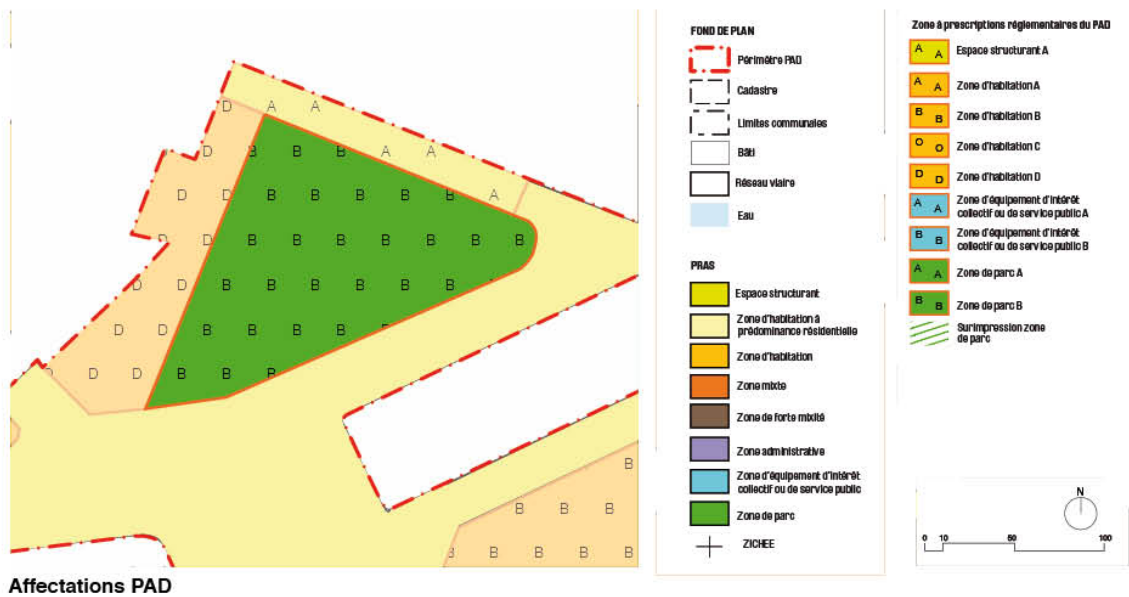 D A A
D B B B A A
D D B B B B B A
D D B B B B B B B
D D B B B B B B
D D B B B B B
D D D B B B
B
B B B
B B B B B
Affectations PAD
FOND DE PLAN
Périmètre PAD
Cadastre
Limites communales
Bâti
Réseau viaire
Eau
PRAS
Espace structurant
Zone d'habitation à
prédominance résidentielle
Zone d'habitation
Zone mixte
Zone de forte mixité
Zone administrative
Zone d'équipement d'intérêt
collectif ou de service public
Zone de parc
ZICHEE
Zone à prescriptions réglementaires du PAD
A A Espace structurant A
A A Zone d'habitation A
B B Zone d'habitation B
O O Zone d'habitation C
D D Zone d'habitation D
A A Zone d'équipement d'intérêt
collectif ou de service public A
B B Zone d'équipement d'intérêt
collectif ou de service public B
A A Zone de parc A
B B Zone de parc B
Surimpression zone
de parc
N
0 10 50 100